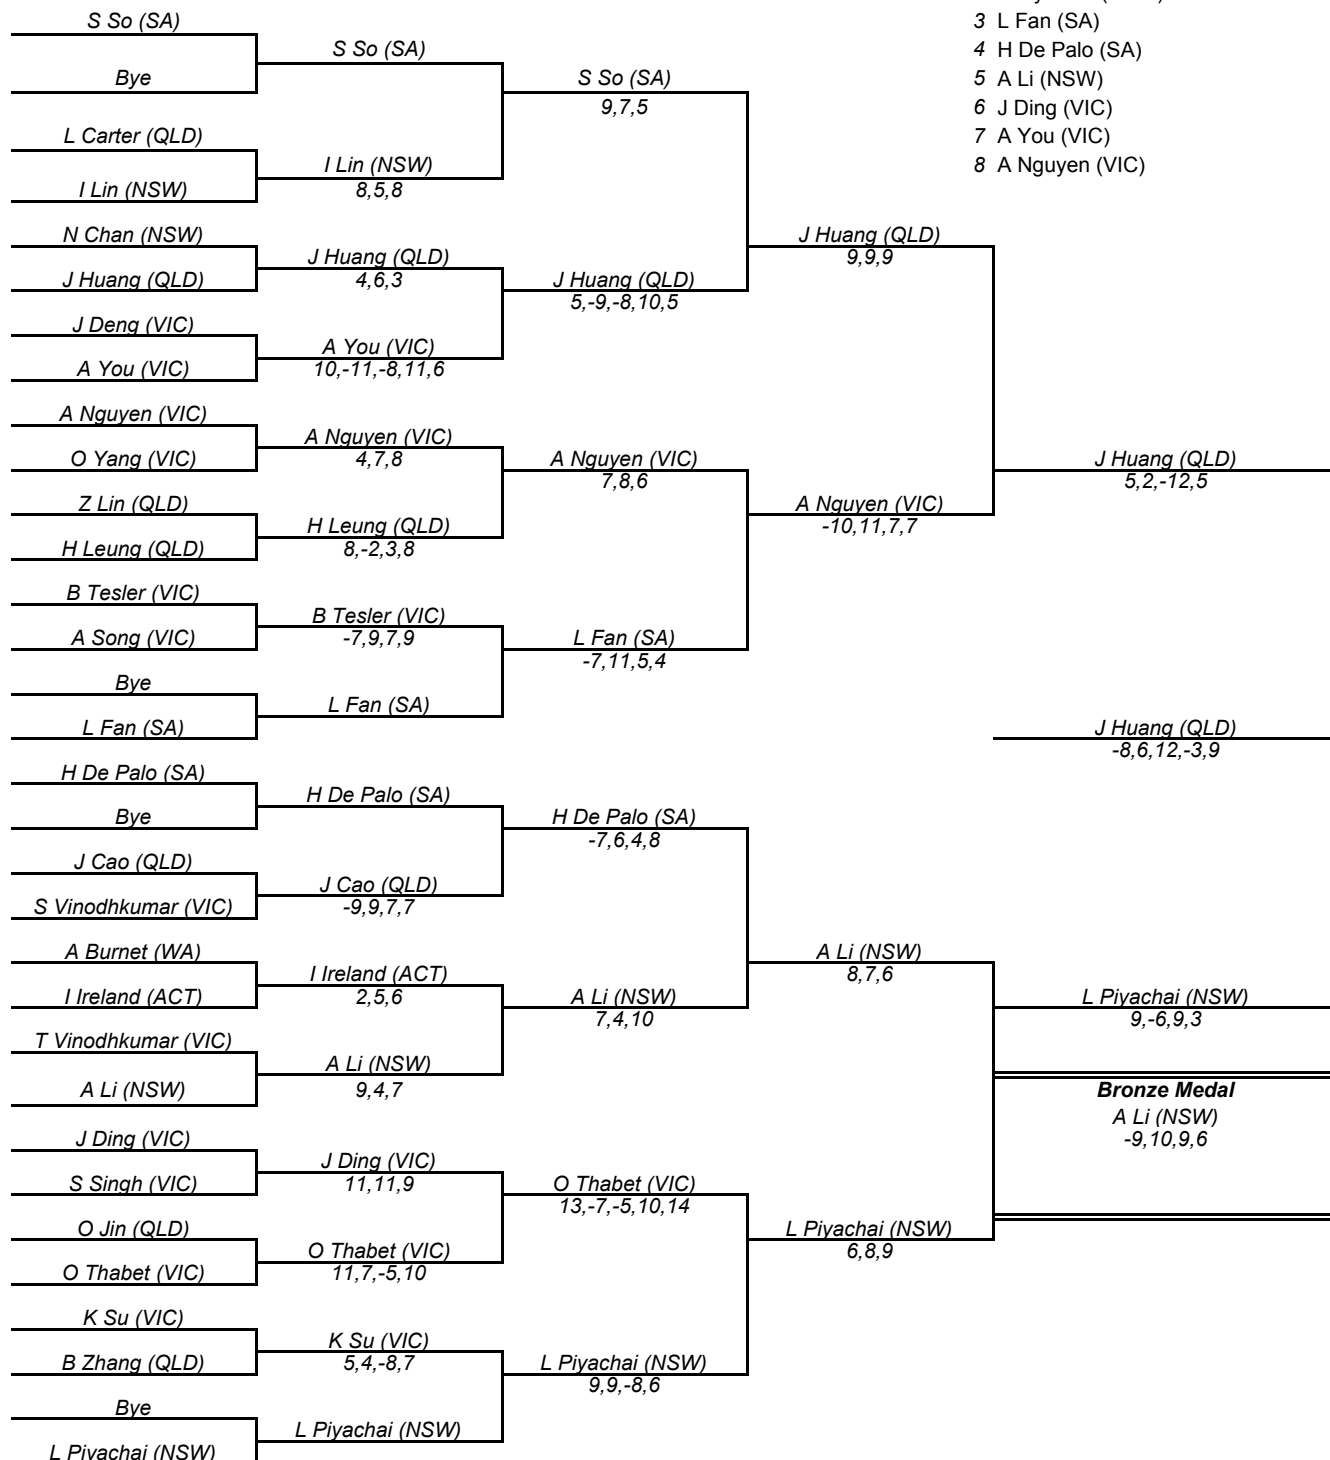 S So (SA)
Bye
L Carter (QLD)
I Lin (NSW)
N Chan (NSW)
J Huang (QLD)
J Deng (VIC)
A You (VIC)
A Nguyen (VIC)
O Yang (VIC)
Z Lin (QLD)
H Leung (QLD)
B Tesler (VIC)
A Song (VIC)
Bye
L Fan (SA)
H De Palo (SA)
Bye
J Cao (QLD)
S Vinodhkumar (VIC)
A Burnet (WA)
I Ireland (ACT)
T Vinodhkumar (VIC)
A Li (NSW)
J Ding (VIC)
S Singh (VIC)
O Jin (QLD)
O Thabet (VIC)
K Su (VIC)
B Zhang (QLD)
Bye
L Piyachai (NSW)
S So (SA)
I Lin (NSW)
8,5,8
J Huang (QLD)
4,6,3
A You (VIC)
10,-11,-8,11,6
A Nguyen (VIC)
4,7,8
H Leung (QLD)
8,-2,3,8
B Tesler (VIC)
-7,9,7,9
L Fan (SA)
H De Palo (SA)
J Cao (QLD)
-9,9,7,7
I Ireland (ACT)
2,5,6
A Li (NSW)
9,4,7
J Ding (VIC)
11,11,9
O Thabet (VIC)
11,7,-5,10
K Su (VIC)
5,4,-8,7
L Piyachai (NSW)
S So (SA)
9,7,5
J Huang (QLD)
5,-9,-8,10,5
A Nguyen (VIC)
7,8,6
L Fan (SA)
-7,11,5,4
H De Palo (SA)
-7,6,4,8
A Li (NSW)
7,4,10
O Thabet (VIC)
13,-7,-5,10,14
L Piyachai (NSW)
9,9,-8,6
J Huang (QLD)
9,9,9
A Nguyen (VIC)
-10,11,7,7
A Li (NSW)
8,7,6
L Piyachai (NSW)
6,8,9
3 L Fan (SA)
4 H De Palo (SA)
5 A Li (NSW)
6 J Ding (VIC)
7 A You (VIC)
8 A Nguyen (VIC)
J Huang (QLD)
5,2,-12,5
J Huang (QLD)
-8,6,12,-3,9
L Piyachai (NSW)
9,-6,9,3
Bronze Medal
A Li (NSW)
-9,10,9,6